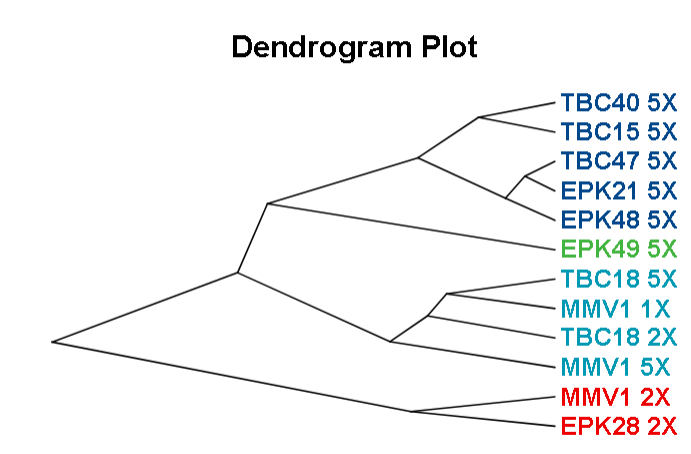 Dendrogram Plot
TBC40 5X
TBC15 5X
TBC47 5X
EPK21 5X
EPK48 5X
EPK49 5X
TBC18 5X
MMV1 1X
TBC18 2X
MMV1 5X
MMV1 2X
EPK28 2X